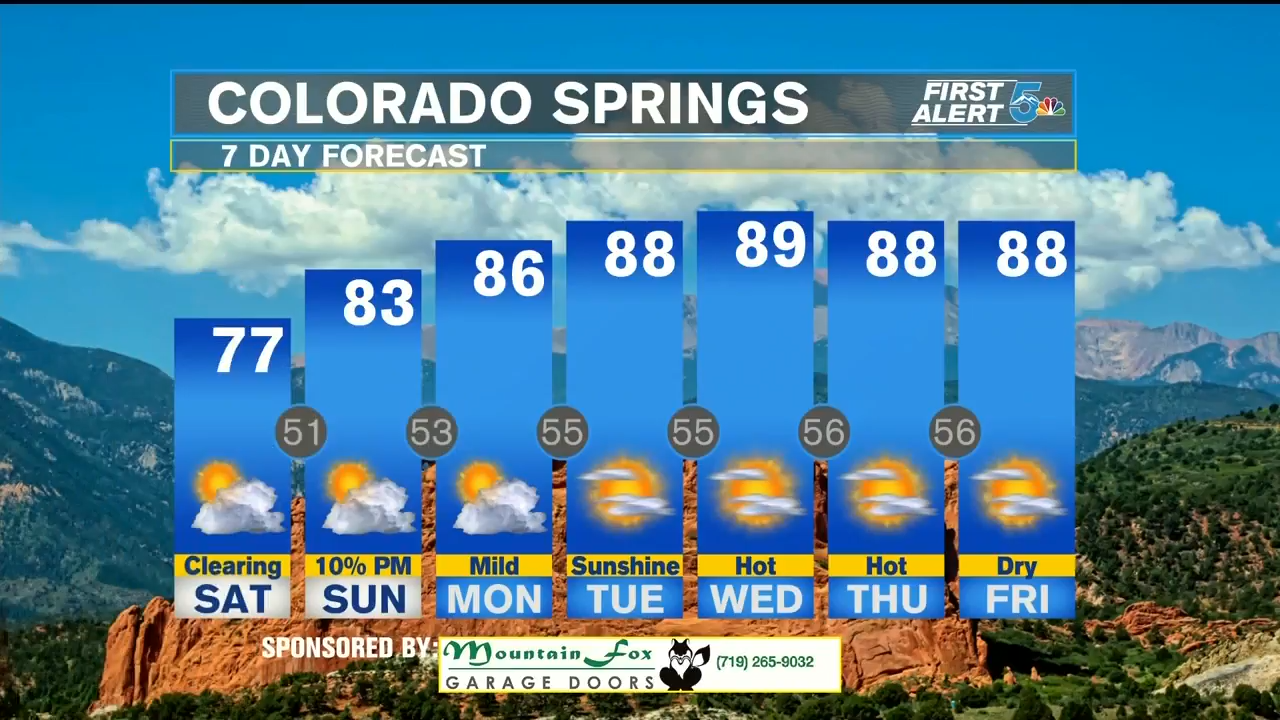 COLORADO SPRINGS
FIRST ALERT 5
7 DAY FORECAST
77 83 86 88 89 88 88
51 53 55 55 56 56
Clearing 10% PM Mild Sunshine Hot Hot Dry
SAT SUN MON TUE WED THU FRI
SPONSORED BY:
Mountain Fox
GARAGE DOORS
(719) 265-9032